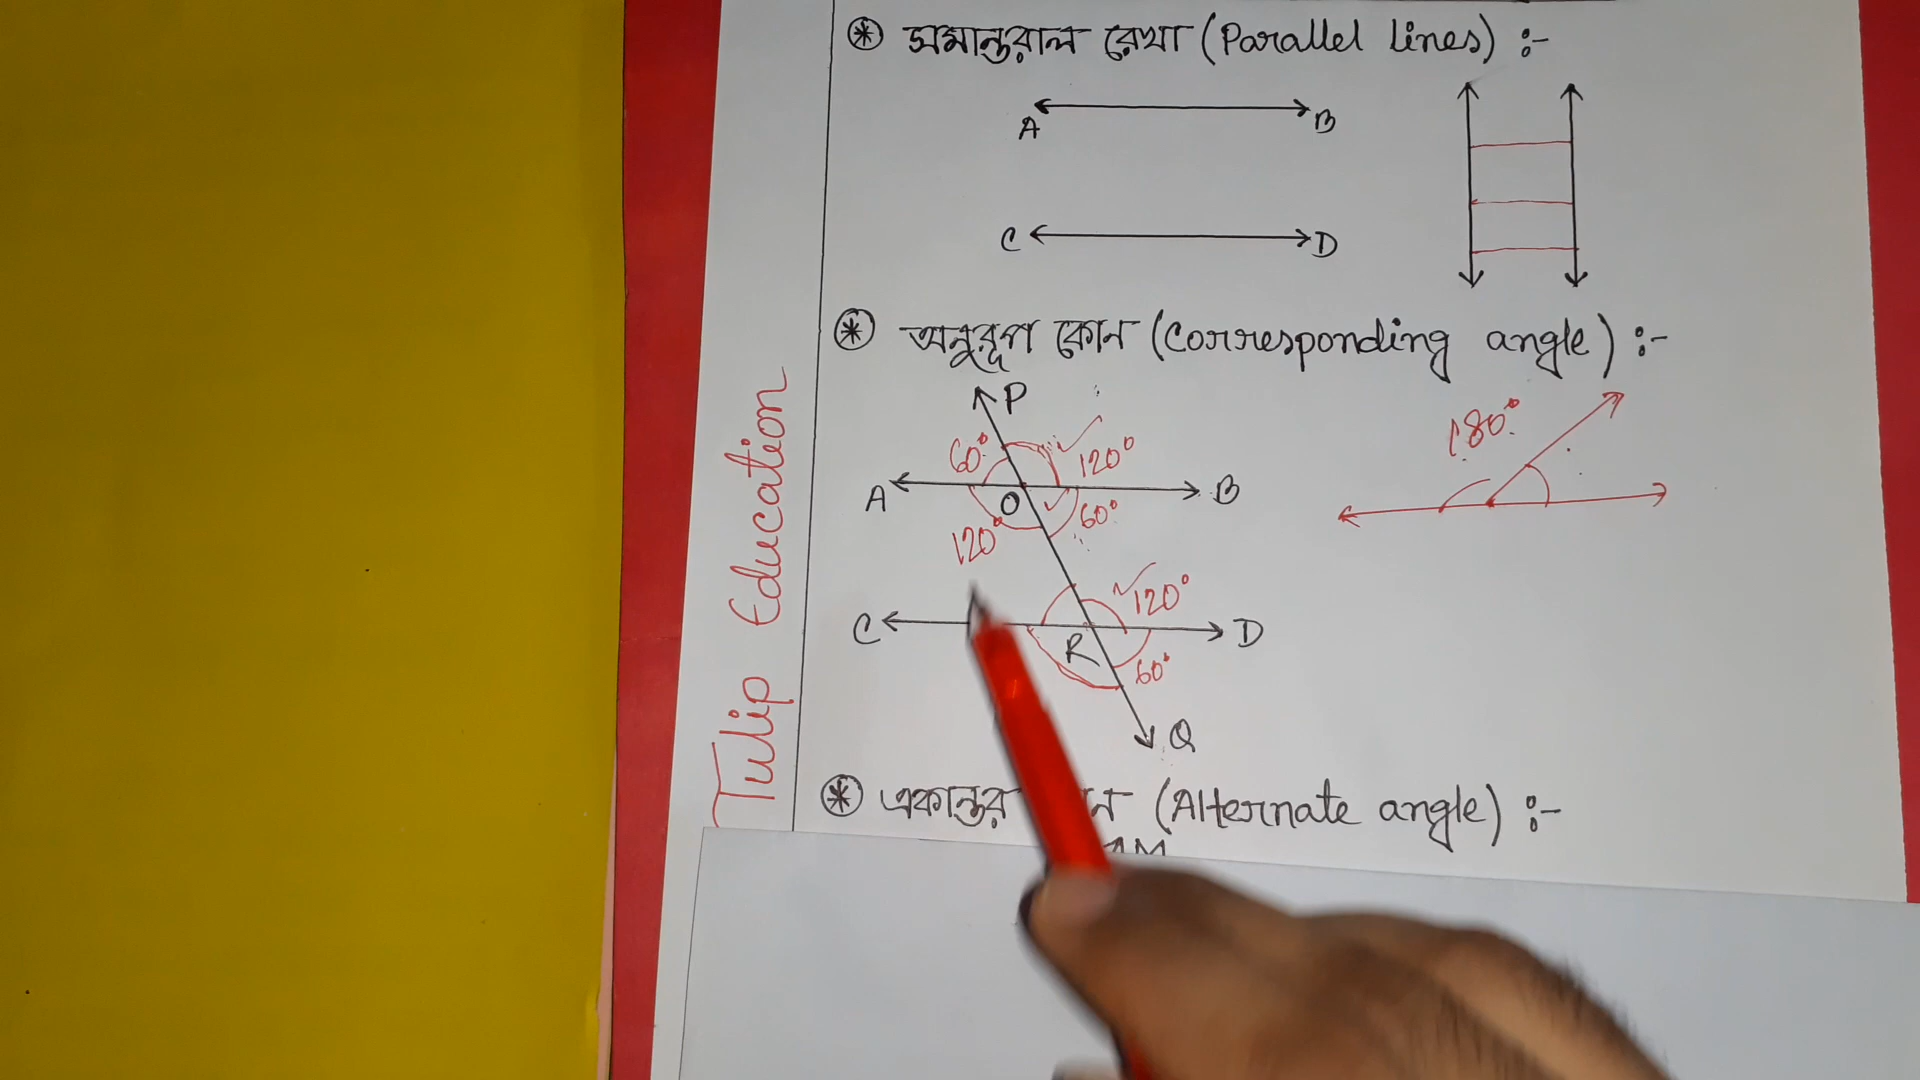 ⊛ সমান্তরাল রেখা (Parallel lines) :-
A B
C D
⊛ অনুরূপ কোন (Corresponding angle) :-
P
60° 120°
180°
A B
O 60°
120°
120°
C D
R 60°
Q
⊛ একান্তর (Alternate angle) :-
Tulip Education